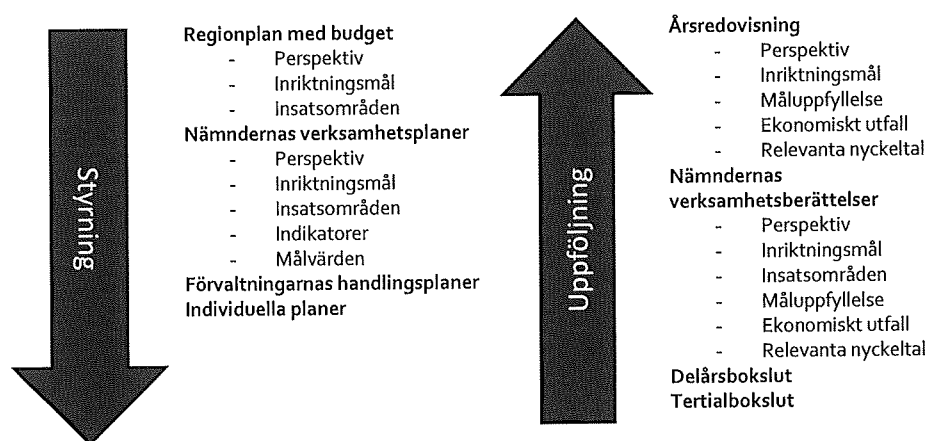 Styrning
Regionplan med budget
- Perspektiv
- Inriktningsmål
- Insatsområden
Nämndernas verksamhetsplaner
- Perspektiv
- Inriktningsmål
- Insatsområden
- Indikatorer
- Målvärden
Förvaltningarnas handlingsplaner
Individuella planer
Uppföljning
Årsredovisning
- Perspektiv
- Inriktningsmål
- Måluppfyllelse
- Ekonomiskt utfall
- Relevanta nyckeltal
Nämndernas
verksamhetsberättelser
- Perspektiv
- Inriktningsmål
- Insatsområden
- Måluppfyllelse
- Ekonomiskt utfall
- Relevanta nyckeltal
Delårsbokslut
Tertialbokslut